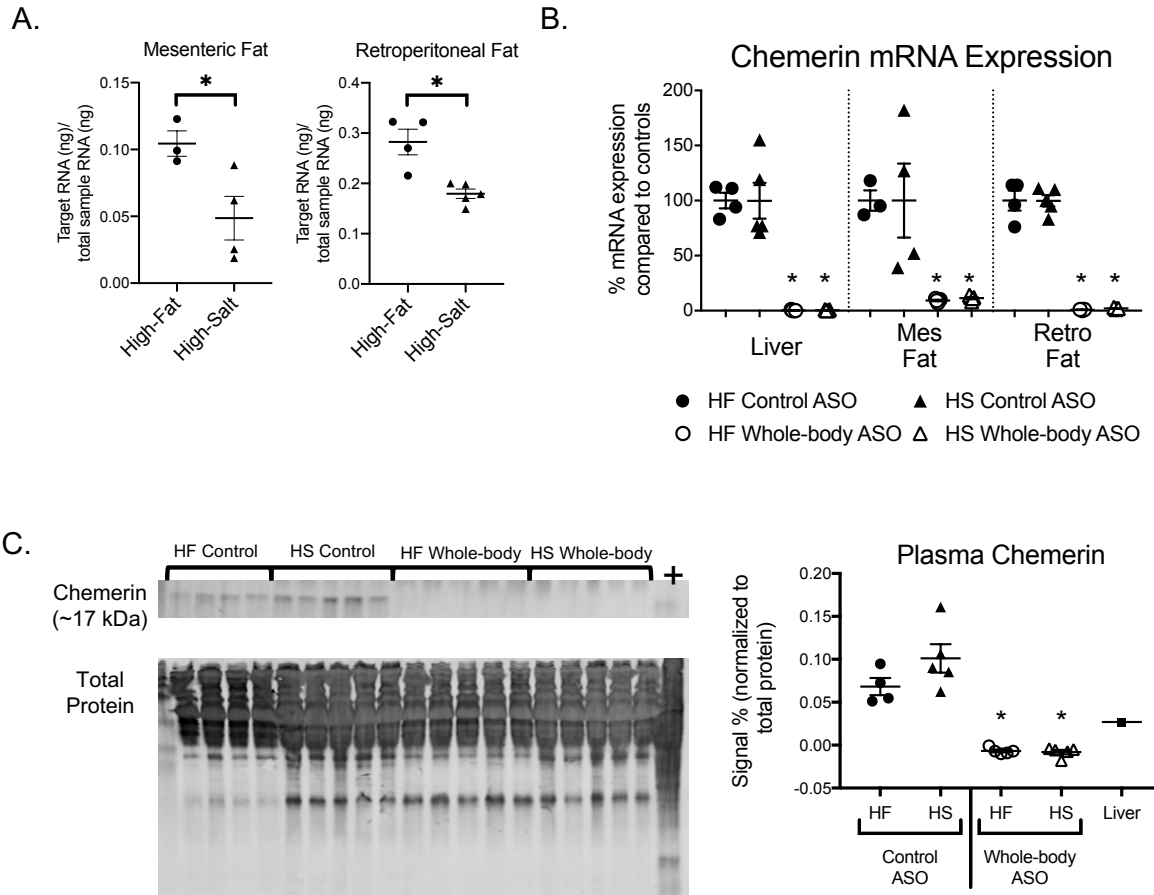 A.
Mesenteric Fat
Target RNA (ng)/
total sample RNA (ng)
0.15
0.10
0.05
0.00
*
High-Fat
High-Salt
Retroperitoneal Fat
Target RNA (ng)/
total sample RNA (ng)
0.4
0.3
0.2
0.1
0.0
*
High-Fat
High-Salt
B.
Chemerin mRNA Expression
% mRNA expression
compared to controls
200
150
100
50
0
* * * * * *
Liver
Mes
Fat
Retro
Fat
HF Control ASO
HS Control ASO
HF Whole-body ASO
HS Whole-body ASO
C.
HF Control HS Control HF Whole-body HS Whole-body +
Chemerin
(~17 kDa)
Total
Protein
Plasma Chemerin
Signal % (normalized to
total protein)
0.20
0.15
0.10
0.05
0.00
-0.05
* *
HF HS HF HS Liver
Control
ASO
Whole-body
ASO